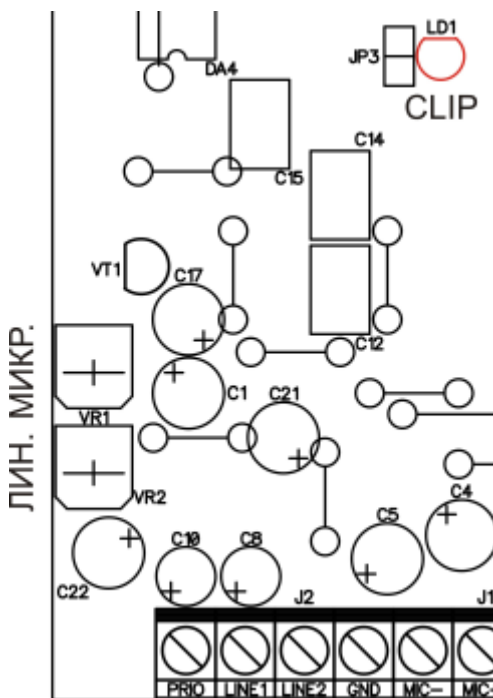 LD1
JP3
DA4
CLIP
C14
C15
VT1
C17
C12
ЛИН. МИКР.
C1
C21
VR1
VR2
C4
C10
C8
C5
C22
J2
J1
PRIO LINE1 LINE2 GND MIC- MIC